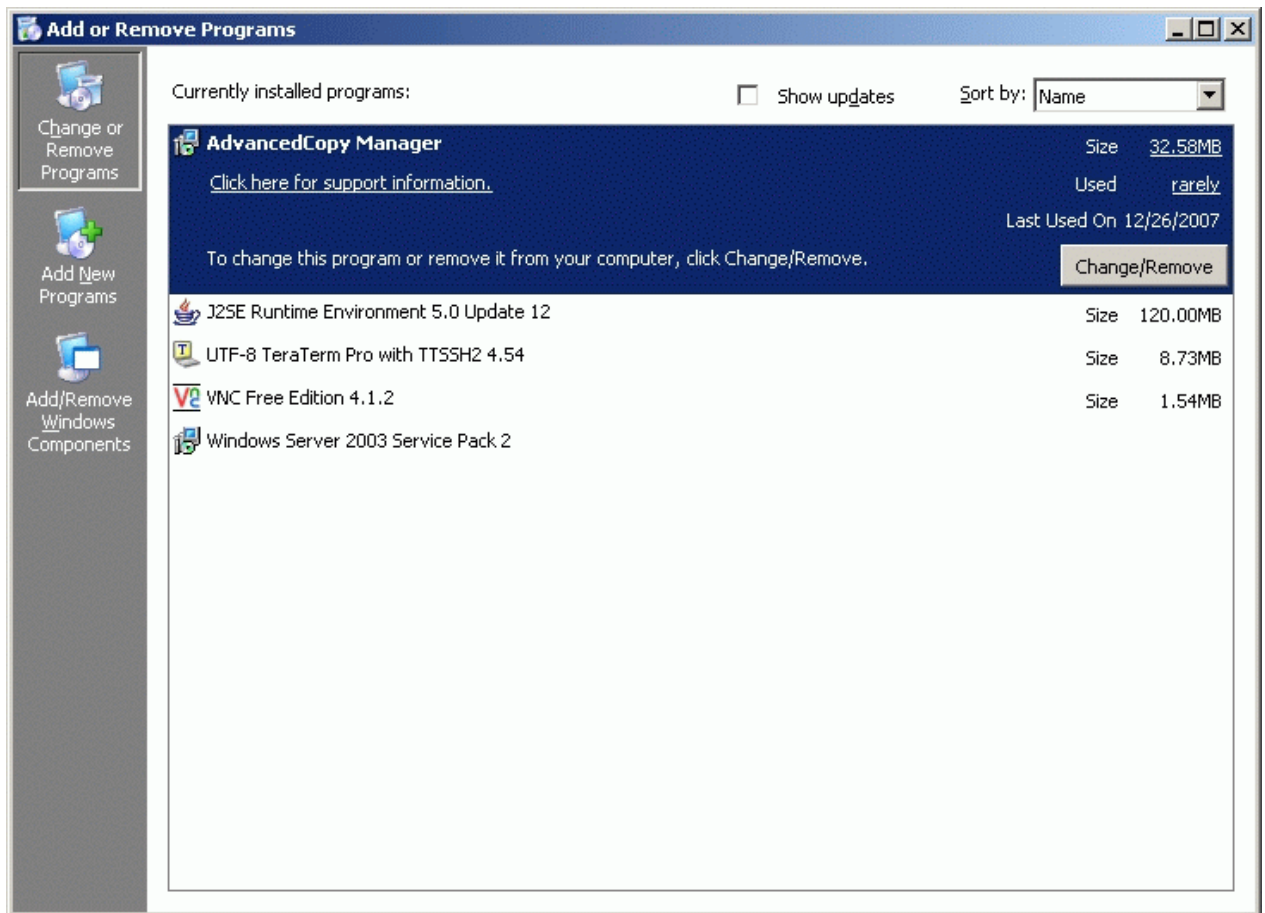 Add or Remove Programs
Change or
Remove
Programs
Add New
Programs
Add/Remove
Windows
Components
Currently installed programs:
Show updates
Sort by: Name
AdvancedCopy Manager
Size 32.58MB
Click here for support information.
Used rarely
Last Used On 12/26/2007
To change this program or remove it from your computer, click Change/Remove.
Change/Remove
J2SE Runtime Environment 5.0 Update 12
Size 120.00MB
UTF-8 TeraTerm Pro with TTSSH2 4.54
Size 8.73MB
VNC Free Edition 4.1.2
Size 1.54MB
Windows Server 2003 Service Pack 2